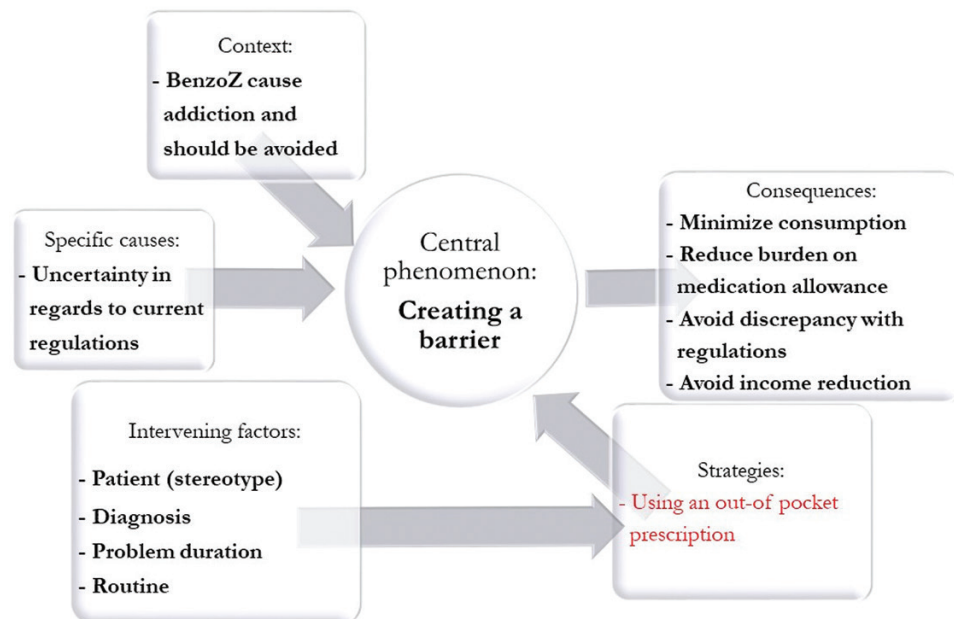 Context:
- BenzoZ cause
addiction and
should be avoided
Specific causes:
- Uncertainty in
regards to current
regulations
Central
phenomenon:
Creating a
barrier
Consequences:
- Minimize consumption
- Reduce burden on
medication allowance
- Avoid discrepancy with
regulations
- Avoid income reduction
Intervening factors:
- Patient (stereotype)
- Diagnosis
- Problem duration
- Routine
Strategies:
- Using an out-of pocket
prescription